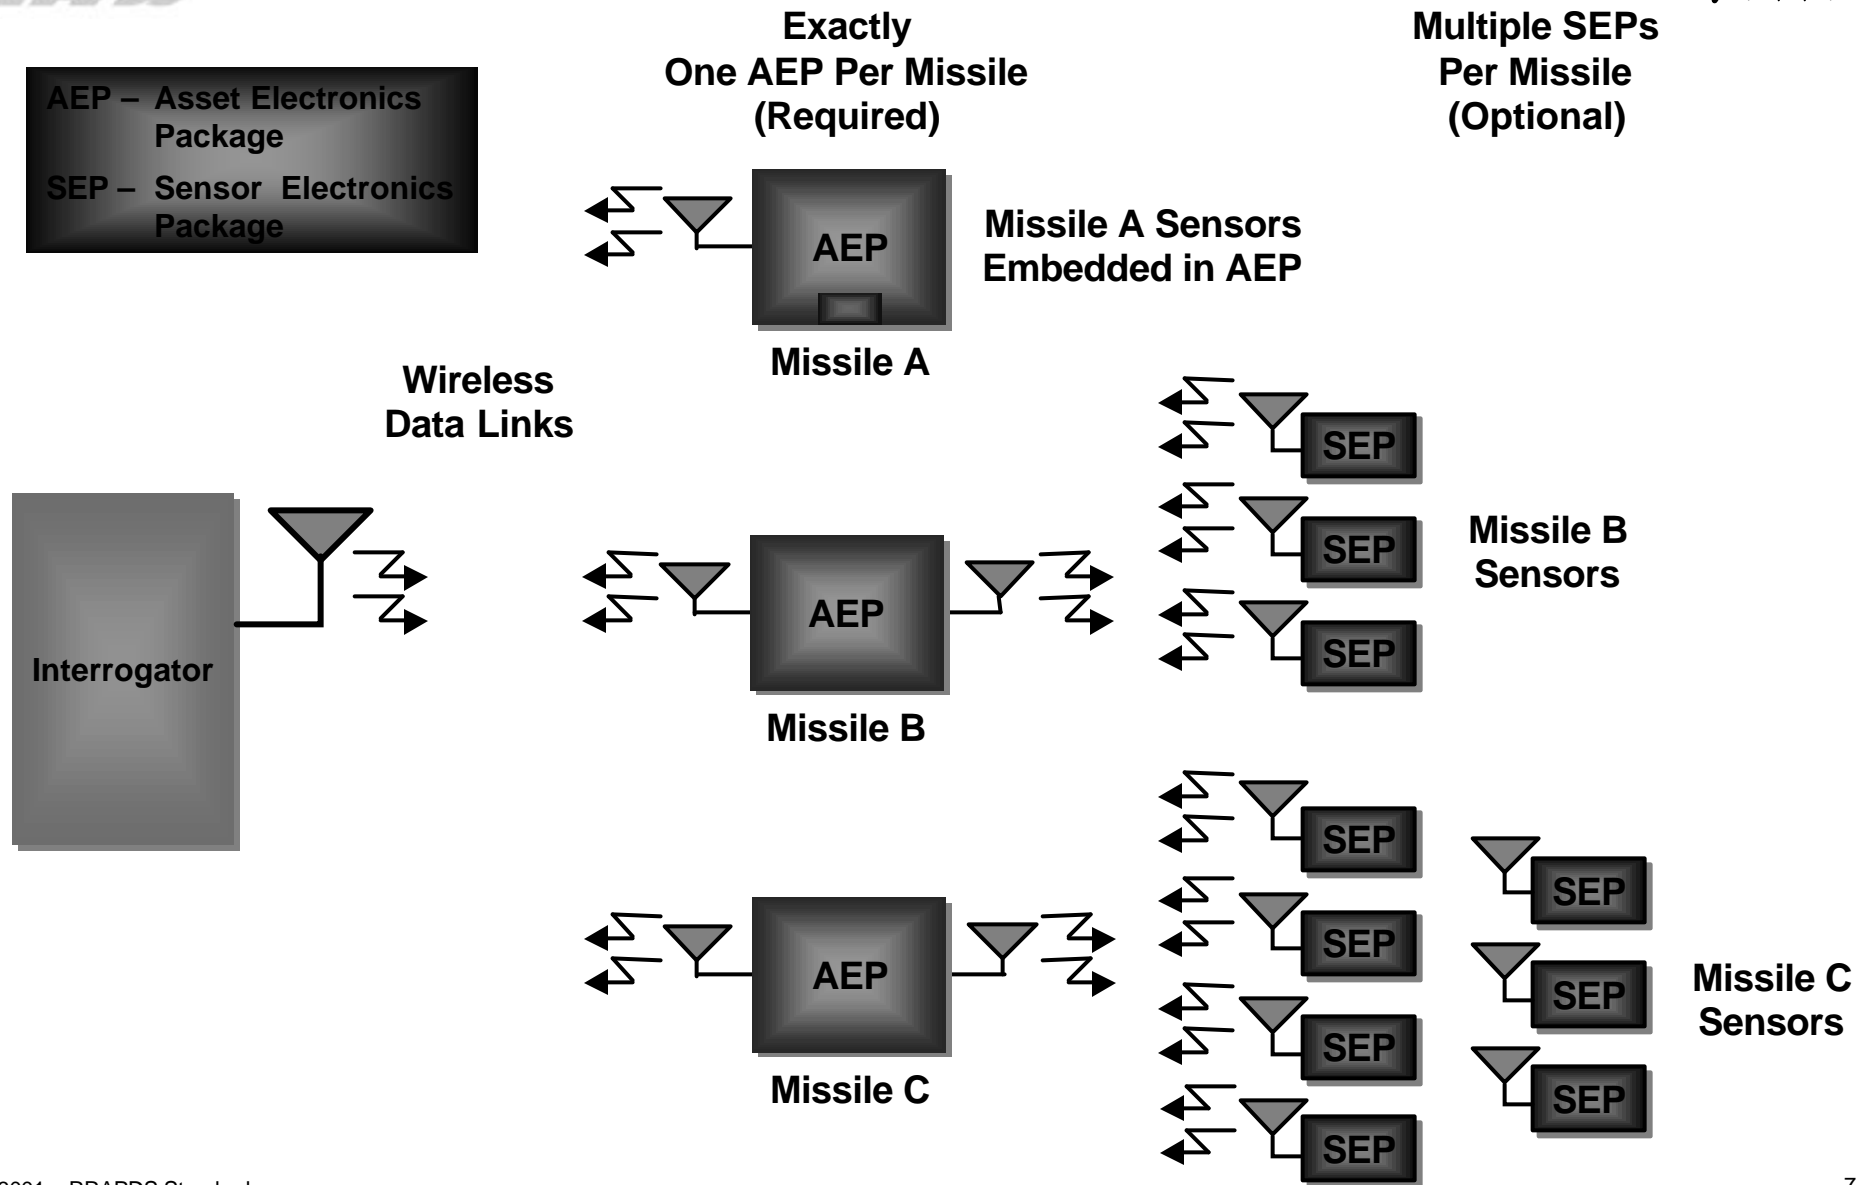 Exactly
One AEP Per Missile
(Required)
Multiple SEPs
Per Missile
(Optional)
AEP – Asset Electronics
Package
SEP – Sensor Electronics
Package
AEP
Missile A Sensors
Embedded in AEP
Missile A
Wireless
Data Links
Interrogator
AEP
Missile B
SEP
SEP
SEP
Missile B
Sensors
AEP
Missile C
SEP
SEP
SEP
SEP
SEP
SEP
SEP
Missile C
Sensors
7